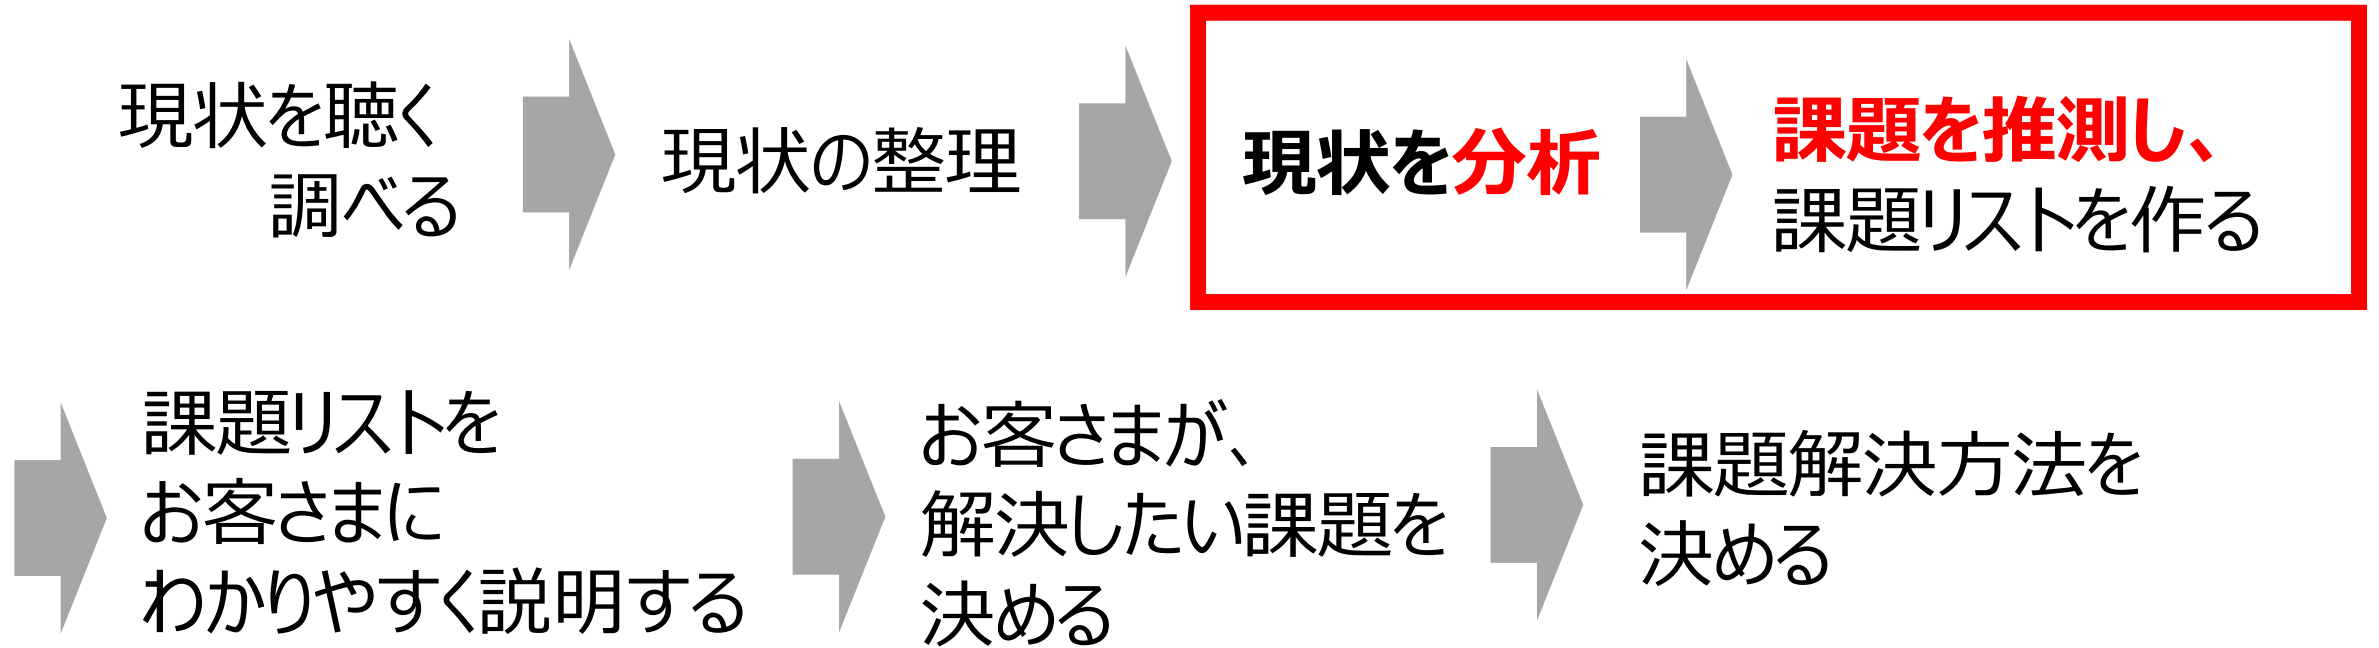 現状を聴く
調べる
現状の整理
現状を分析
課題を推測し、
課題リストを作る
課題リストを
お客さまに
わかりやすく説明する
お客さまが、
解決したい課題を
決める
課題解決方法を
決める